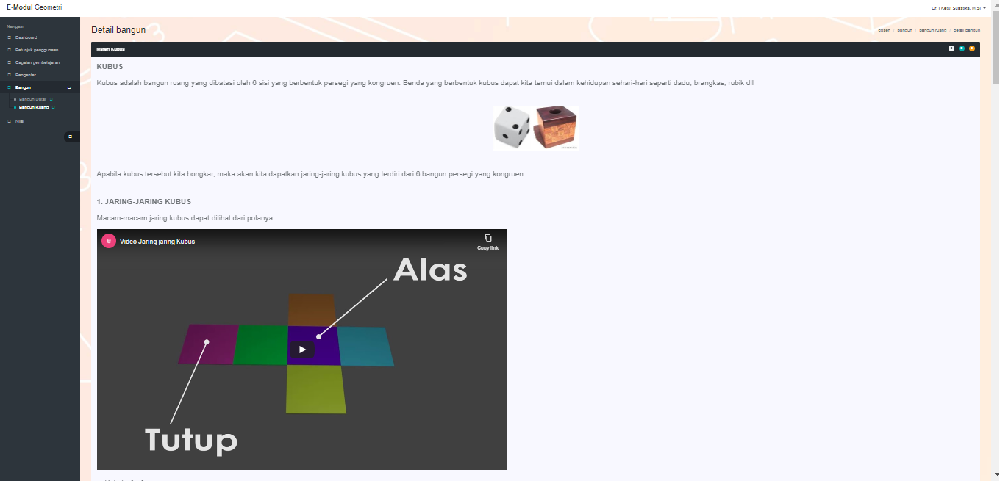 E-Modul Geometri
Dr. I Ketut Suastika, M.Si
Navigasi
Dashboard
Petunjuk penggunaan
Capaian pembelajaran
Pengantar
Bangun
Bangun Datar
Bangun Ruang
Nilai
Detail bangun
dosen / bangun / bangun ruang / detail bangun
Materi Kubus
KUBUS
Kubus adalah bangun ruang yang dibatasi oleh 6 sisi yang berbentuk persegi yang kongruen. Benda yang berbentuk kubus dapat kita temui dalam kehidupan sehari-hari seperti dadu, brangkas, rubik dll
Apabila kubus tersebut kita bongkar, maka akan kita dapatkan jaring-jaring kubus yang terdiri dari 6 bangun persegi yang kongruen.
1. JARING-JARING KUBUS
Macam-macam jaring kubus dapat dilihat dari polanya.
e
Video Jaring jaring Kubus
Copy link
Alas
Tutup